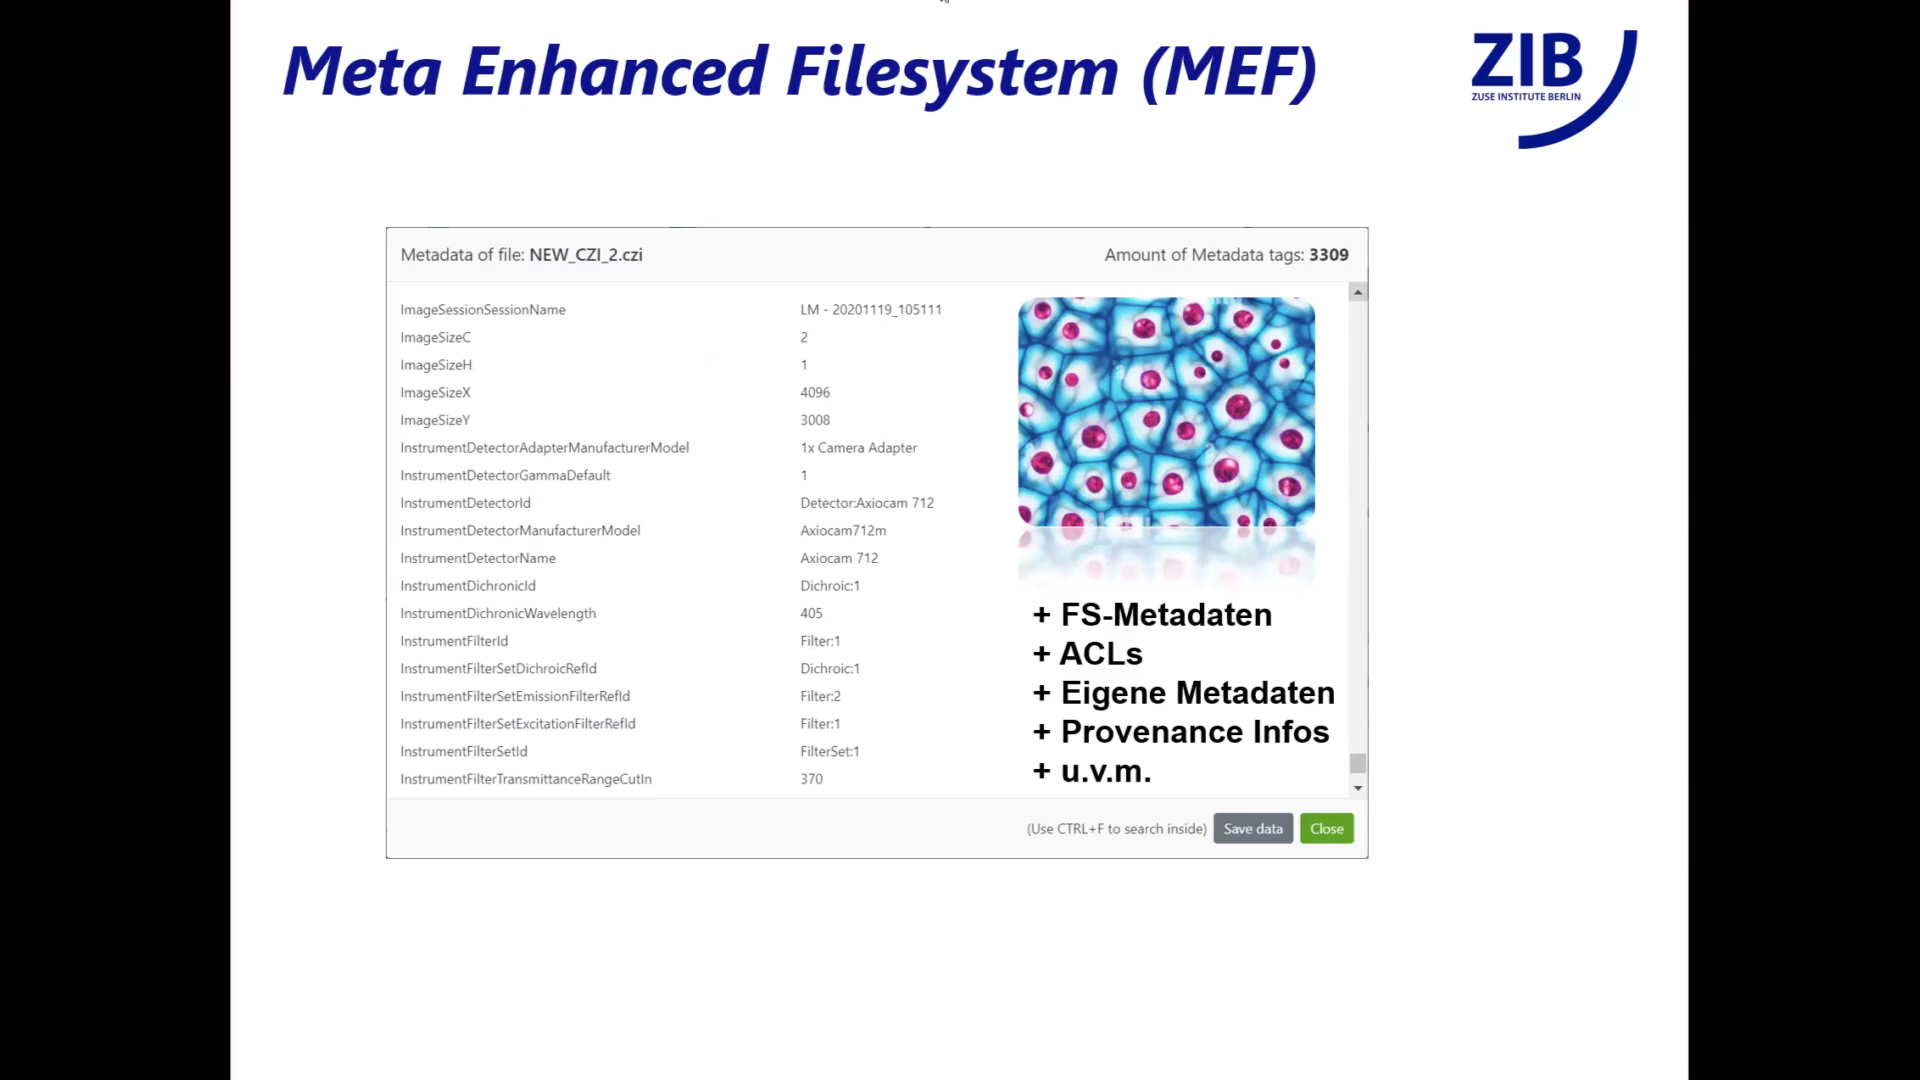 Meta Enhanced Filesystem (MEF)
ZIB
ZUSE INSTITUTE BERLIN
Metadata of file: NEW_CZI_2.czi Amount of Metadata tags: 3309
ImageSessionSessionName LM - 20201119_105111
ImageSizeC 2
ImageSizeH 1
ImageSizeX 4096
ImageSizeY 3008
InstrumentDetectorAdapterManufacturerModel 1x Camera Adapter
InstrumentDetectorGammaDefault 1
InstrumentDetectorId Detector:Axiocam 712
InstrumentDetectorManufacturerModel Axiocam712m
InstrumentDetectorName Axiocam 712
InstrumentDichronicId Dichroic:1
InstrumentDichronicWavelength 405
InstrumentFilterId Filter:1
InstrumentFilterSetDichroicRefId Dichroic:1
InstrumentFilterSetEmissionFilterRefId Filter:2
InstrumentFilterSetExcitationFilterRefId Filter:1
InstrumentFilterSetId FilterSet:1
InstrumentFilterTransmittanceRangeCutIn 370
+ FS-Metadaten
+ ACLs
+ Eigene Metadaten
+ Provenance Infos
+ u.v.m.
(Use CTRL+F to search inside) Save data Close